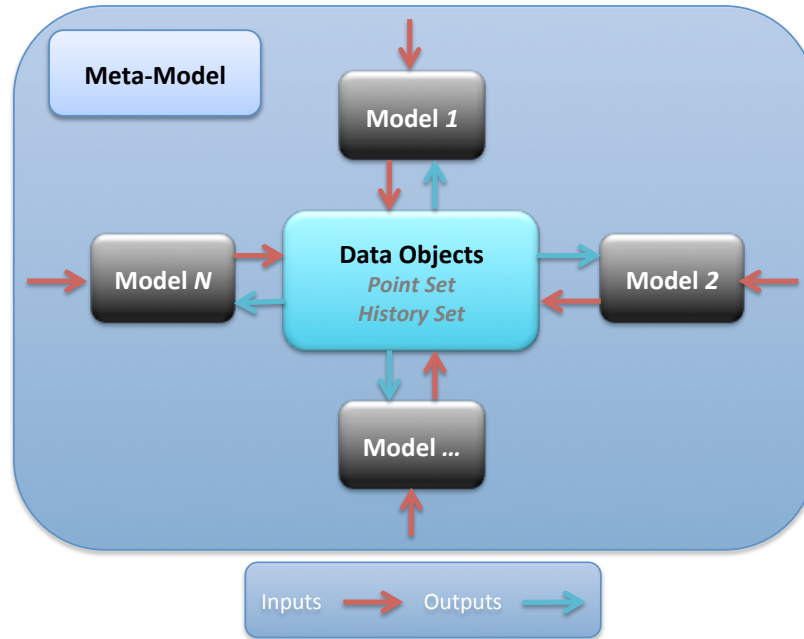 Meta-Model
Model 1
Data Objects
Point Set
History Set
Model N
Model 2
Model ...
Inputs
Outputs